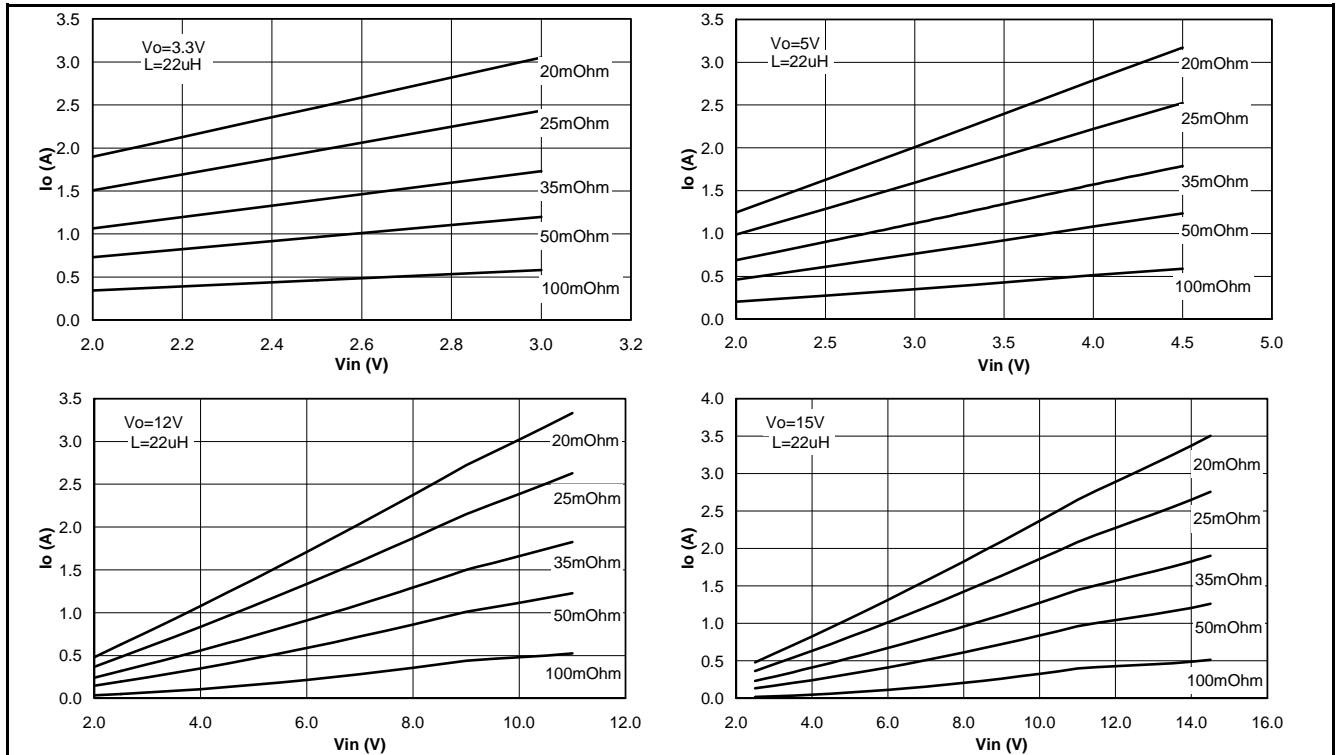 3.5
3.0
2.5
2.0
1.5
1.0
0.5
0.0
Io (A)
Vo=3.3V
L=22uH
20mOhm
25mOhm
35mOhm
50mOhm
100mOhm
2.0 2.2 2.4 2.6 2.8 3.0 3.2
Vin (V)
3.5
3.0
2.5
2.0
1.5
1.0
0.5
0.0
Io (A)
Vo=5V
L=22uH
20mOhm
25mOhm
35mOhm
50mOhm
100mOhm
2.0 2.5 3.0 3.5 4.0 4.5 5.0
Vin (V)
3.5
3.0
2.5
2.0
1.5
1.0
0.5
0.0
Io (A)
Vo=12V
L=22uH
20mOhm
25mOhm
35mOhm
50mOhm
100mOhm
2.0 4.0 6.0 8.0 10.0 12.0
Vin (V)
4.0
3.5
3.0
2.5
2.0
1.5
1.0
0.5
0.0
Io (A)
Vo=15V
L=22uH
20mOhm
25mOhm
35mOhm
50mOhm
100mOhm
2.0 4.0 6.0 8.0 10.0 12.0 14.0 16.0
Vin (V)